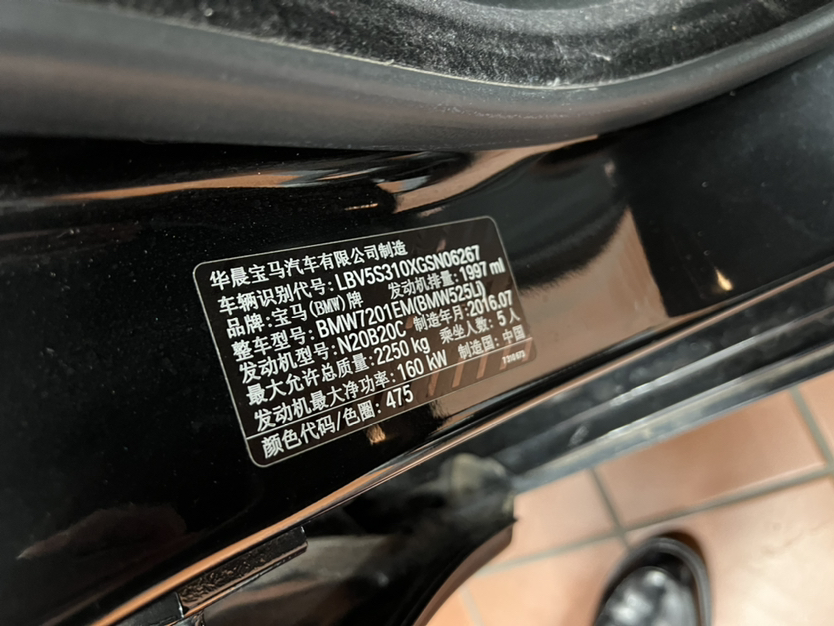 华晨宝马汽车有限公司制造
车辆识别代号: LBV5S310XGSN06267
品牌: 宝马(BMW)牌 发动机排量: 1997 ml
整车型号: BMW7201EM(BMW525Li)
发动机型号: N20B20C 制造年月: 2016.07
最大允许总质量: 2250 kg 乘坐人数: 5人
发动机最大净功率: 160 kW 制造国: 中国
颜色代码/色圈: 475